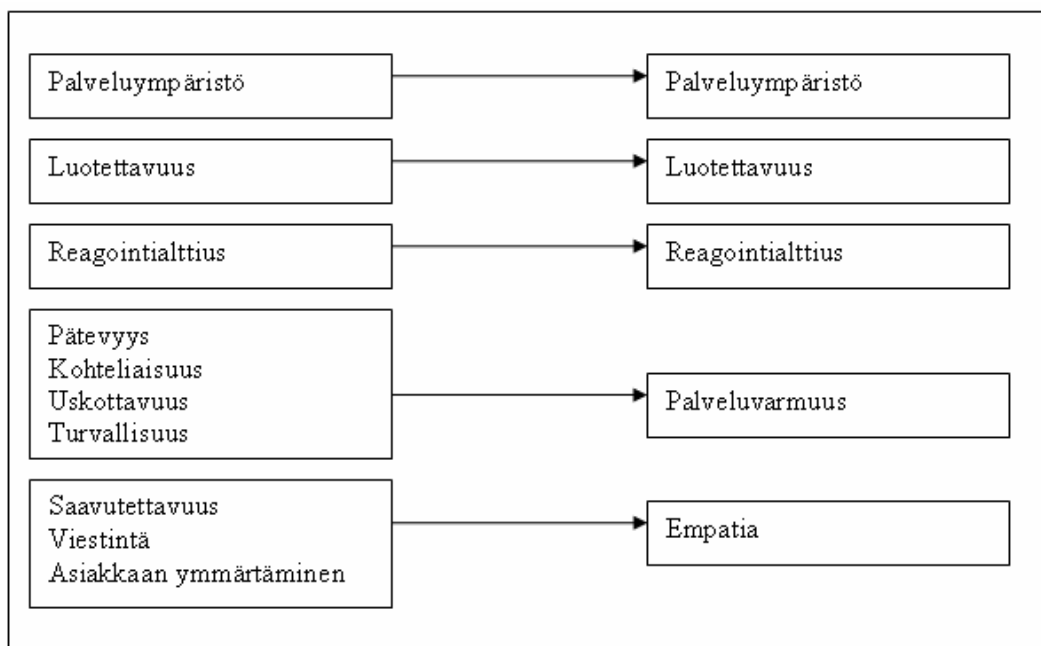 Palveluympäristö
Palveluympäristö
Luotettavuus
Luotettavuus
Reagointialttius
Reagointialttius
Pätevyys
Kohteliaisuus
Uskottavuus
Turvallisuus
Palveluvarmuus
Saavutettavuus
Viestintä
Asiakkaan ymmärtäminen
Empatia